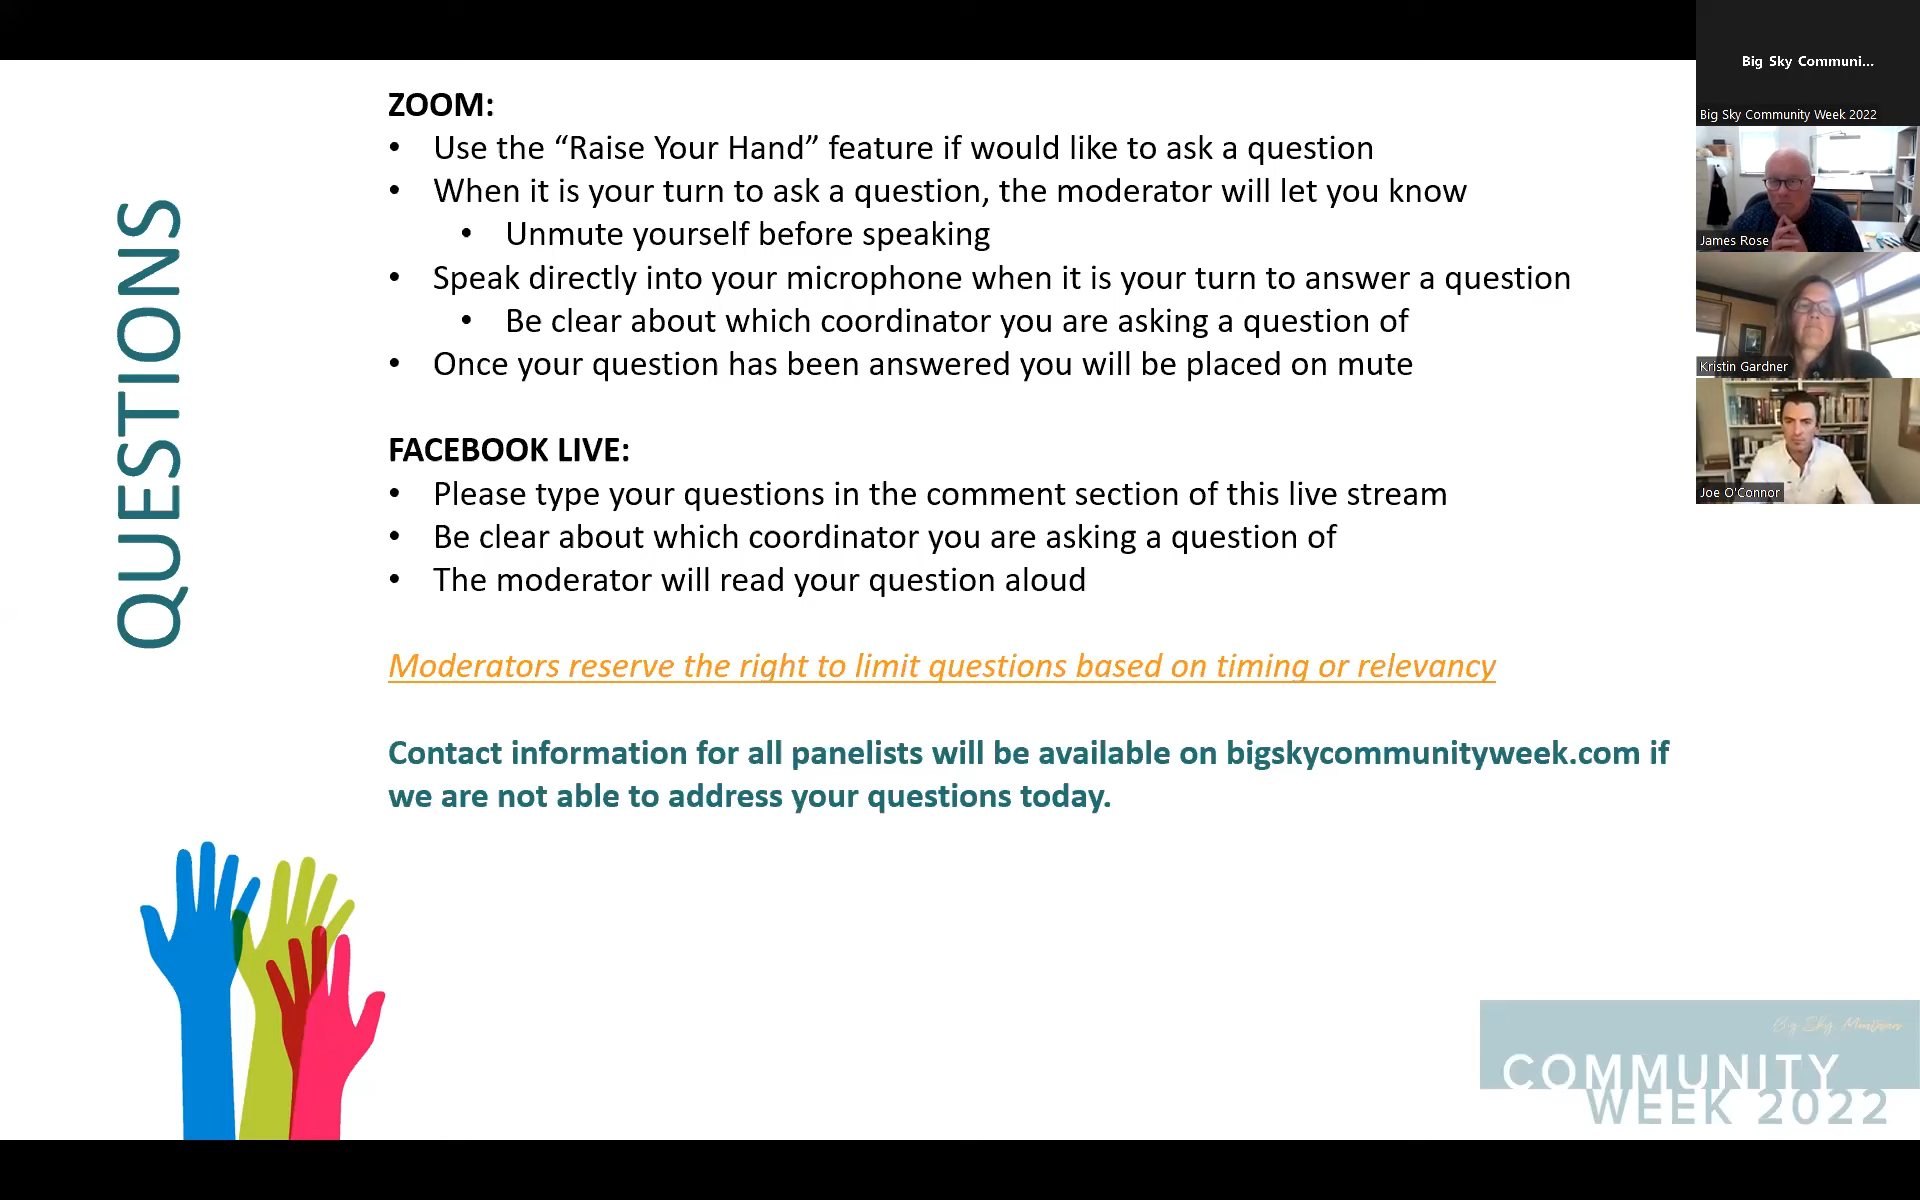 QUESTIONS
ZOOM:
• Use the “Raise Your Hand” feature if would like to ask a question
• When it is your turn to ask a question, the moderator will let you know
• Unmute yourself before speaking
• Speak directly into your microphone when it is your turn to answer a question
• Be clear about which coordinator you are asking a question of
• Once your question has been answered you will be placed on mute
FACEBOOK LIVE:
• Please type your questions in the comment section of this live stream
• Be clear about which coordinator you are asking a question of
• The moderator will read your question aloud
Moderators reserve the right to limit questions based on timing or relevancy
Contact information for all panelists will be available on bigskycommunityweek.com if
we are not able to address your questions today.
Big Sky Communi...
Big Sky Community Week 2022
James Rose
Kristin Gardner
Joe O'Connor
Big Sky, Montana
COMMUNITY
WEEK 2022